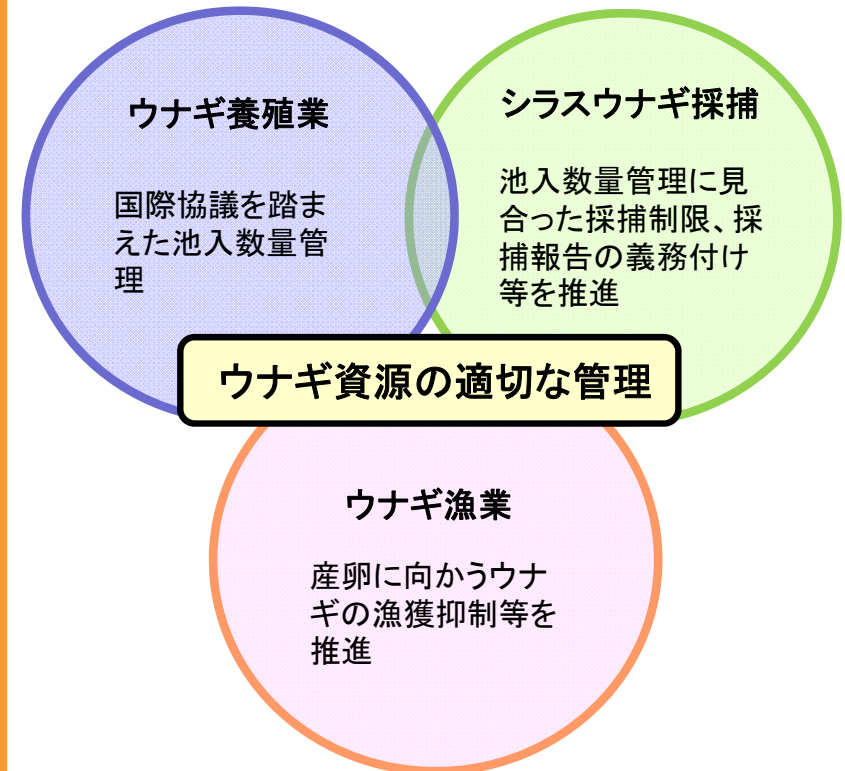 ウナギ養殖業
国際協議を踏ま
えた池入数量管
理
シラスウナギ採捕
池入数量管理に見
合った採捕制限、採
捕報告の義務付け
等を推進
ウナギ資源の適切な管理
ウナギ漁業
産卵に向かうウナ
ギの漁獲抑制等を
推進